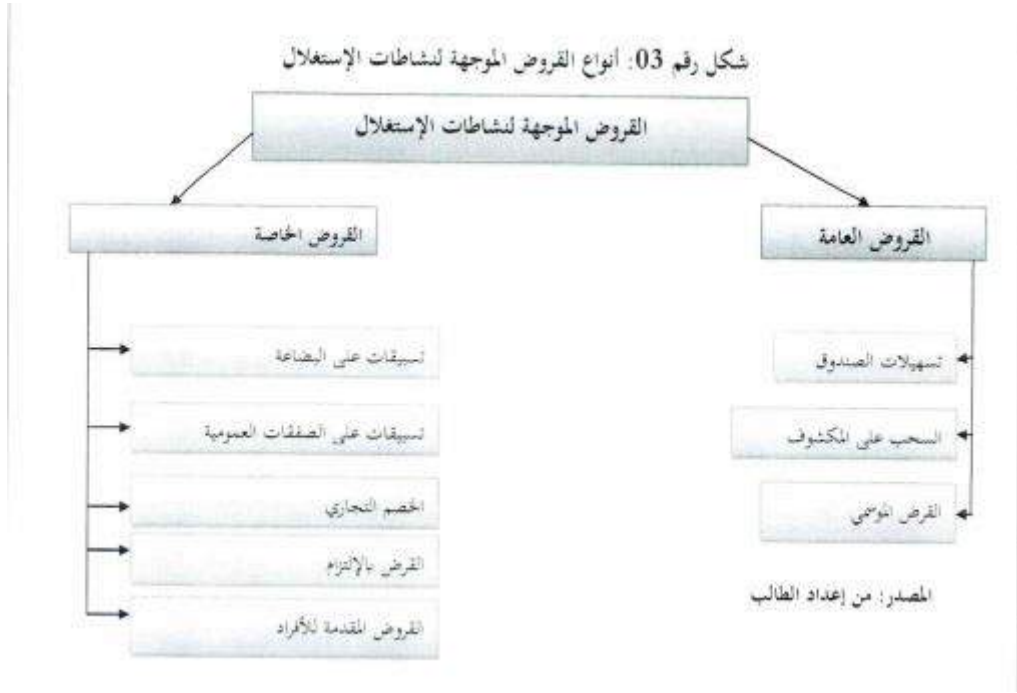 شكل رقم 03: أنواع القروض الموجهة لنشاطات الإستغلال
القروض الموجهة لنشاطات الإستغلال
القروض العامة
تسهيلات الصندوق
السحب على المكشوف
القرض الموسمي
القروض الخاصة
تسبيقات على البضاعة
تسبيقات على الصفقات العمومية
الخصم التجاري
القرض بالإلتزام
القروض المقدمة للأفراد
المصدر: من إعداد الطالب